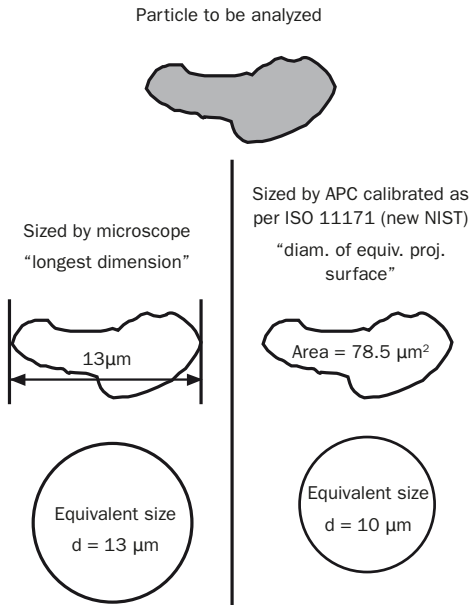 Particle to be analyzed
Sized by microscope
“longest dimension”
13μm
Equivalent size
d = 13 μm
Sized by APC calibrated as
per ISO 11171 (new NIST)
“diam. of equiv. proj.
surface”
Area = 78.5 μm²
Equivalent size
d = 10 μm